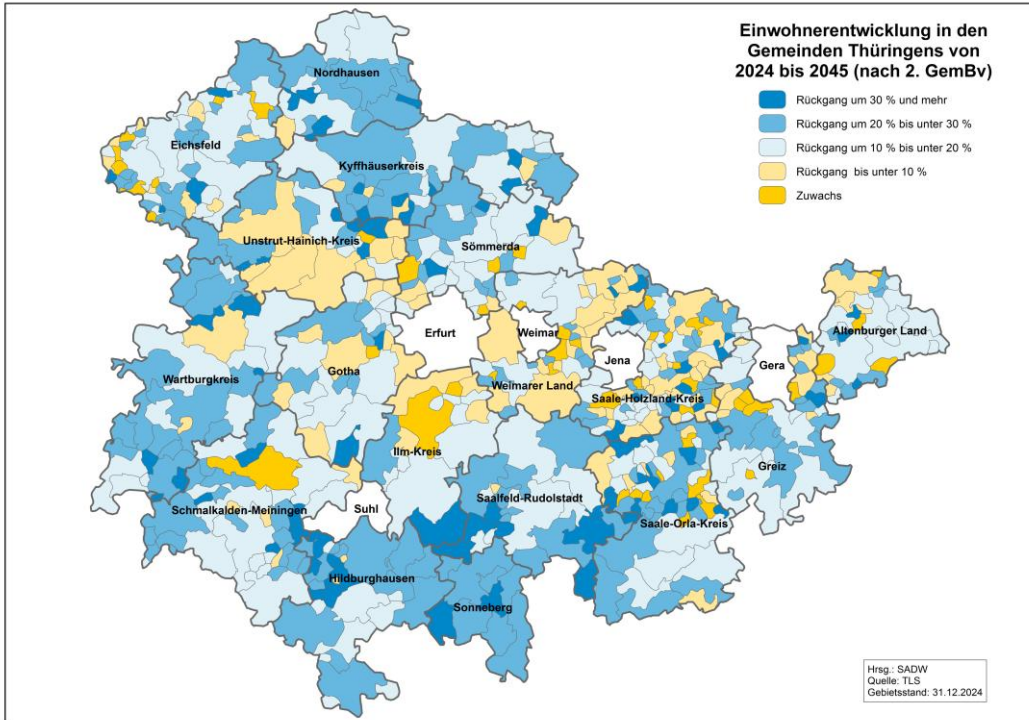 Einwohnerentwicklung in den
Gemeinden Thüringens von
2024 bis 2045 (nach 2. GemBv)
Rückgang um 30 % und mehr
Rückgang um 20 % bis unter 30 %
Rückgang um 10 % bis unter 20 %
Rückgang bis unter 10 %
Zuwachs
Nordhausen
Eichsfeld
Kyffhäuserkreis
Unstrut-Hainich-Kreis
Sömmerda
Erfurt
Weimar
Jena
Gera
Altenburger Land
Wartburgkreis
Gotha
Weimarer Land
Saale-Holzland-Kreis
Ilm-Kreis
Greiz
Saalfeld-Rudolstadt
Suhl
Schmalkalden-Meiningen
Saale-Orla-Kreis
Hildburghausen
Sonneberg
Hrsg.: SADW
Quelle: TLS
Gebietsstand: 31.12.2024